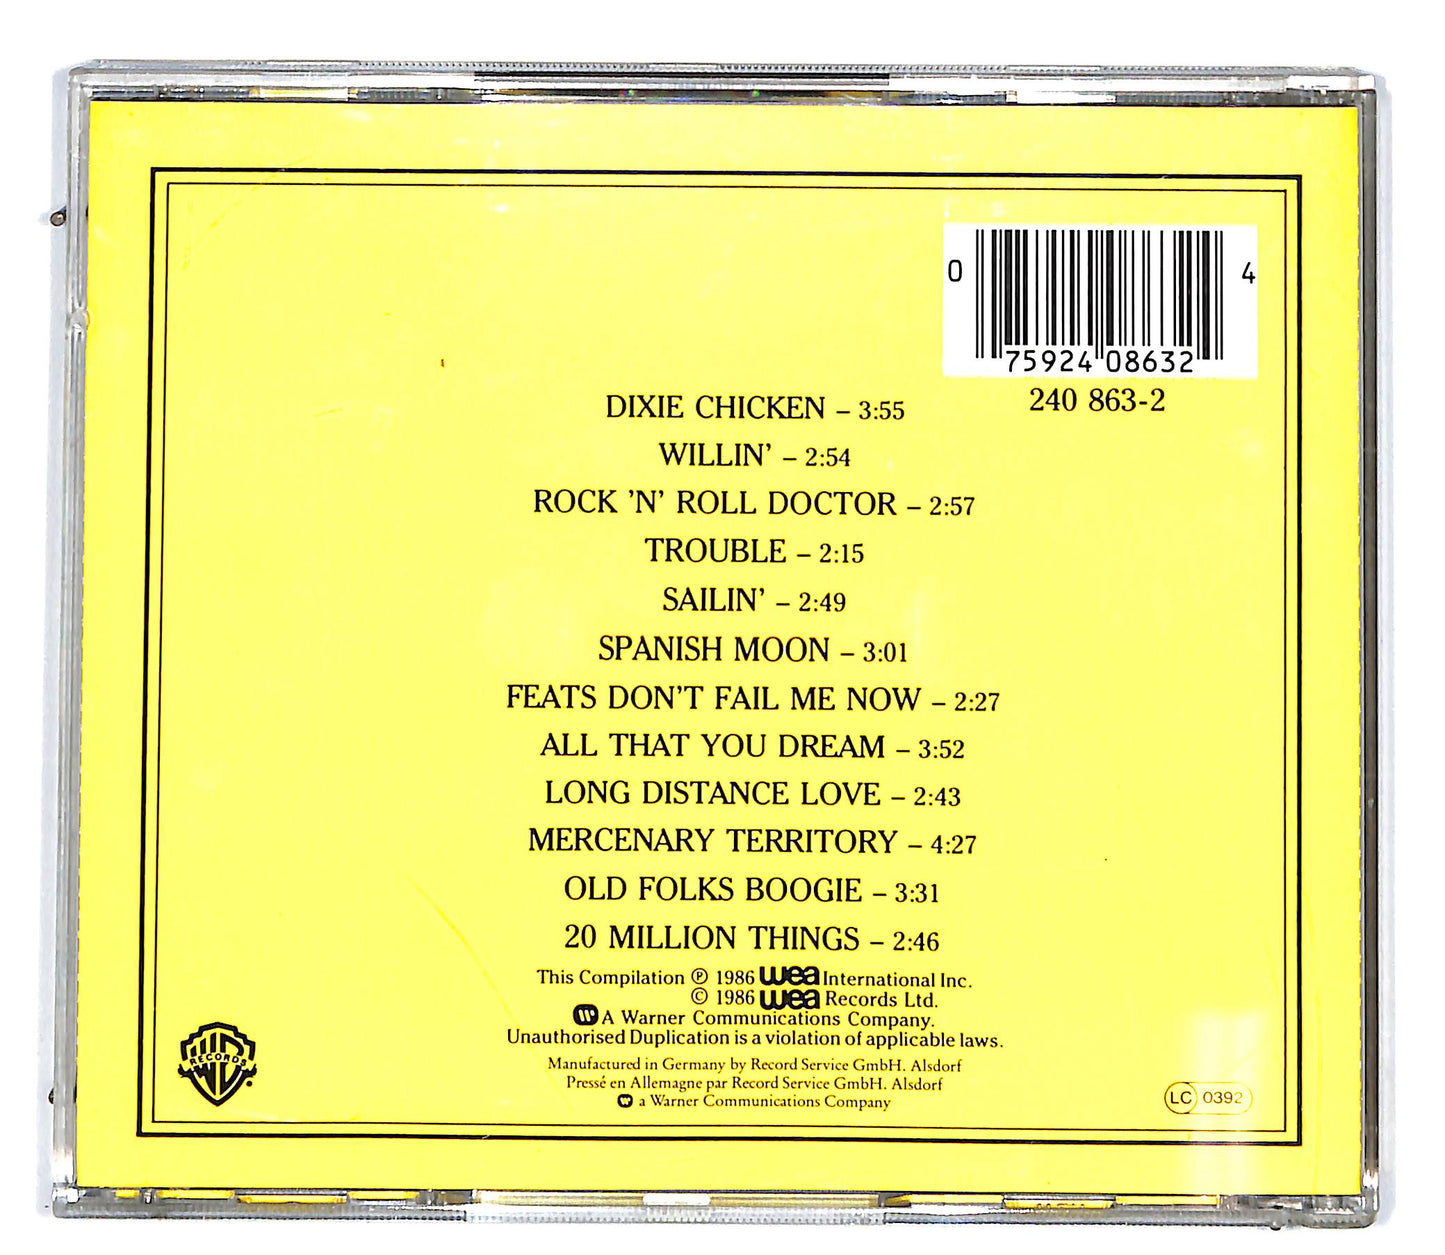 0 75924 08632 4
240 863-2
DIXIE CHICKEN – 3:55
WILLIN' – 2:54
ROCK 'N' ROLL DOCTOR – 2:57
TROUBLE – 2:15
SAILIN' – 2:49
SPANISH MOON – 3:01
FEATS DON'T FAIL ME NOW – 2:27
ALL THAT YOU DREAM – 3:52
LONG DISTANCE LOVE – 2:43
MERCENARY TERRITORY – 4:27
OLD FOLKS BOOGIE – 3:31
20 MILLION THINGS – 2:46
This Compilation ℗ 1986 wea International Inc.
© 1986 wea Records Ltd.
A Warner Communications Company.
Unauthorised Duplication is a violation of applicable laws.
Manufactured in Germany by Record Service GmbH. Alsdorf
Pressé en Allemagne par Record Service GmbH. Alsdorf
a Warner Communications Company
WB RECORDS ®
LC 0392